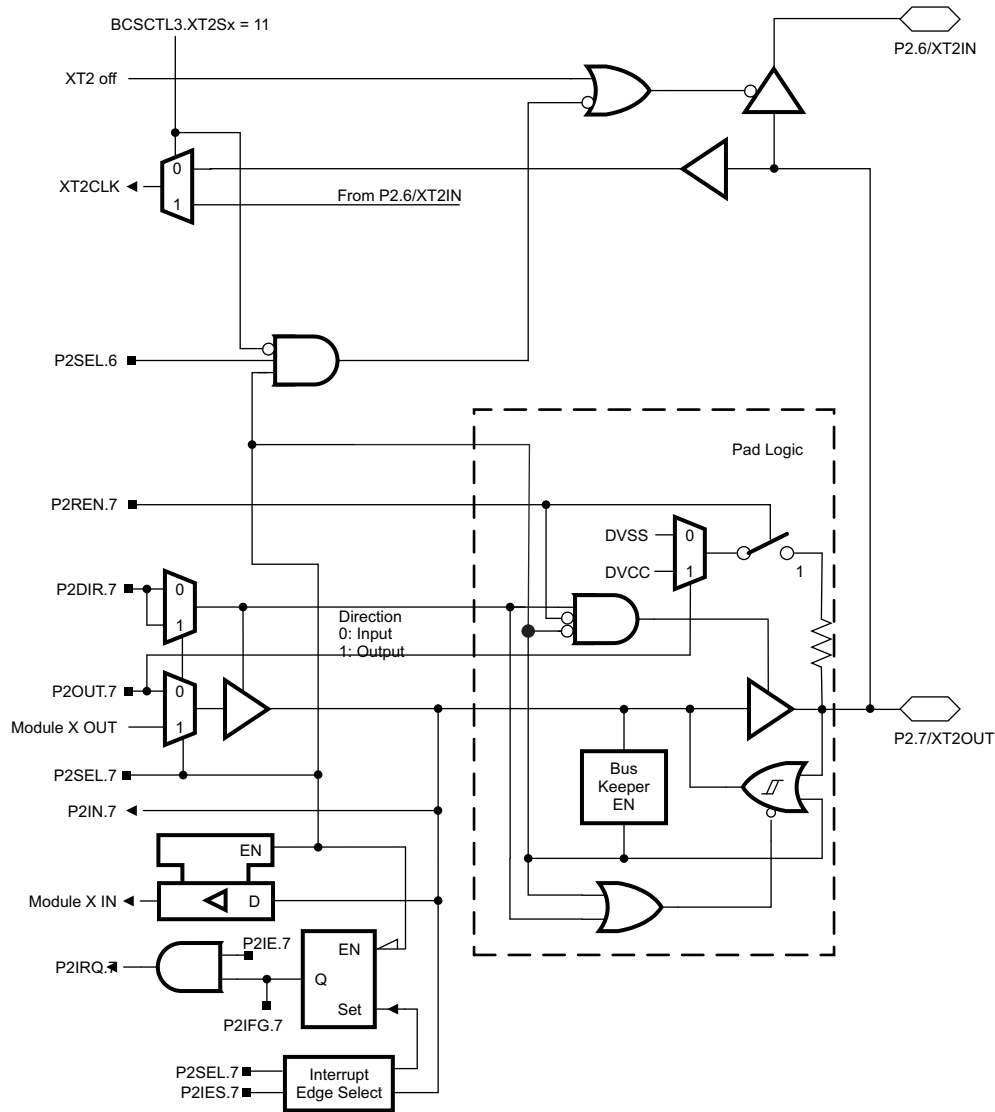 BCSCTL3.XT2Sx = 11
P2.6/XT2IN
XT2 off
0
XT2CLK
1
From P2.6/XT2IN
P2SEL.6
Pad Logic
P2REN.7
DVSS
0
DVCC
1
1
P2DIR.7
0
1
Direction
0: Input
1: Output
P2OUT.7
0
Module X OUT
1
P2.7/XT2OUT
P2SEL.7
Bus
Keeper
EN
P2IN.7
EN
Module X IN
D
P2IE.7
EN
P2IRQ.7
Q
Set
P2IFG.7
P2SEL.7
P2IES.7
Interrupt
Edge Select